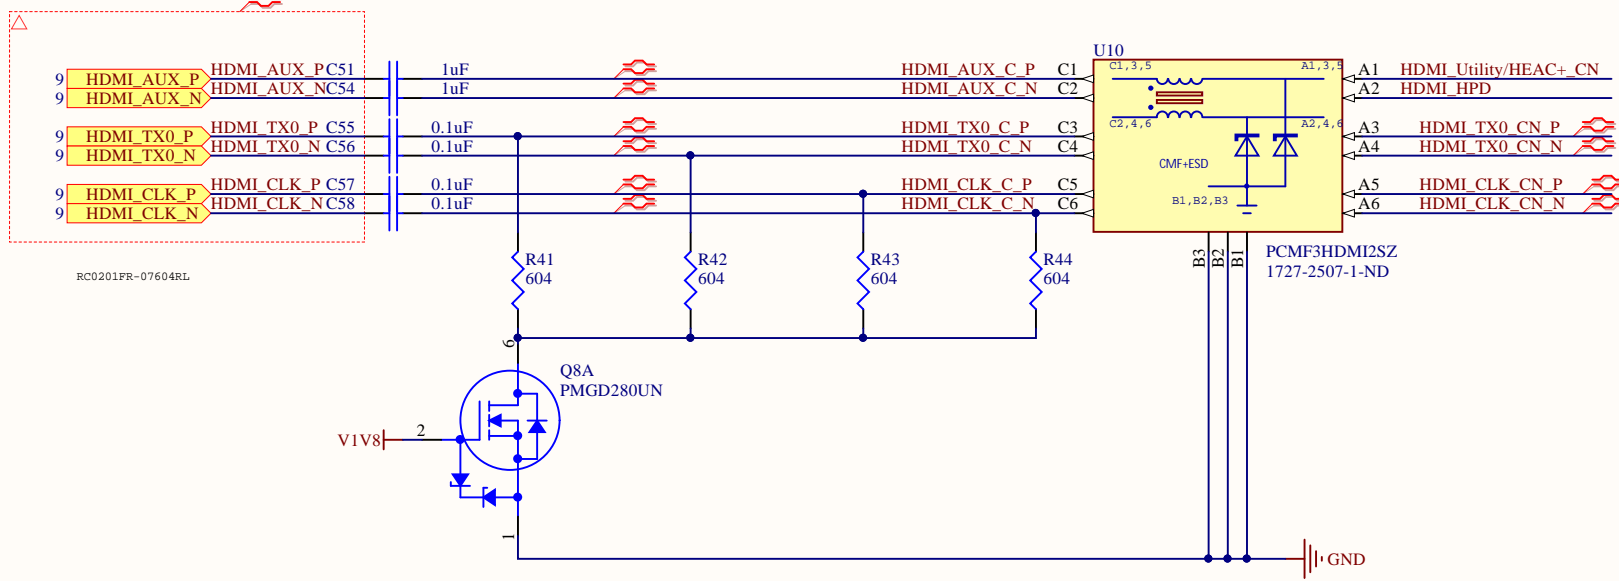 U10
9 HDMI_AUX_P HDMI_AUX_P C51 1uF HDMI_AUX_C_P C1 C1,3,5 A1,3,5 A1 HDMI_Utility/HEAC+_CN
9 HDMI_AUX_N HDMI_AUX_N C54 1uF HDMI_AUX_C_N C2 A2 HDMI_HPD
9 HDMI_TX0_P HDMI_TX0_P C55 0.1uF HDMI_TX0_C_P C3 C2,4,6 A2,4,6 A3 HDMI_TX0_CN_P
9 HDMI_TX0_N HDMI_TX0_N C56 0.1uF HDMI_TX0_C_N C4 A4 HDMI_TX0_CN_N
CMF+ESD
9 HDMI_CLK_P HDMI_CLK_P C57 0.1uF HDMI_CLK_C_P C5 A5 HDMI_CLK_CN_P
9 HDMI_CLK_N HDMI_CLK_N C58 0.1uF HDMI_CLK_C_N C6 B1,B2,B3 A6 HDMI_CLK_CN_N
B3 B2 B1
PCMF3HDMI2SZ
1727-2507-1-ND
RC0201FR-07604RL
R41 R42 R43 R44
604 604 604 604
6
Q8A
PMGD280UN
V1V8 2
1
GND